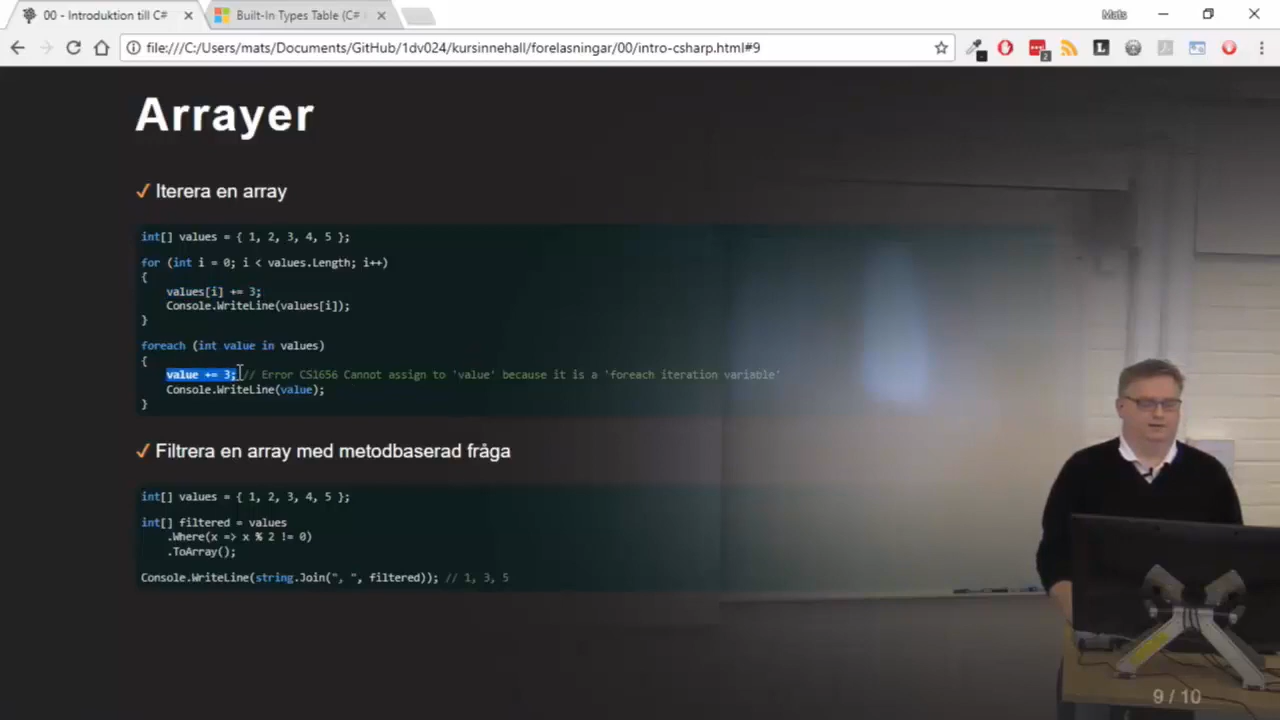 00 - Introduktion till C#
Built-In Types Table (C#
Mats
file:///C:/Users/mats/Documents/GitHub/1dv024/kursinnehall/forelasningar/00/intro-csharp.html#9
2
L
Arrayer
✓ Iterera en array
int[] values = { 1, 2, 3, 4, 5 };
for (int i = 0; i < values.Length; i++)
{
values[i] += 3;
Console.WriteLine(values[i]);
}
foreach (int value in values)
{
value += 3; // Error CS1656 Cannot assign to 'value' because it is a 'foreach iteration variable'
Console.WriteLine(value);
}
✓ Filtrera en array med metodbaserad fråga
int[] values = { 1, 2, 3, 4, 5 };
int[] filtered = values
.Where(x => x % 2 != 0)
.ToArray();
Console.WriteLine(string.Join(", ", filtered)); // 1, 3, 5
9 / 10